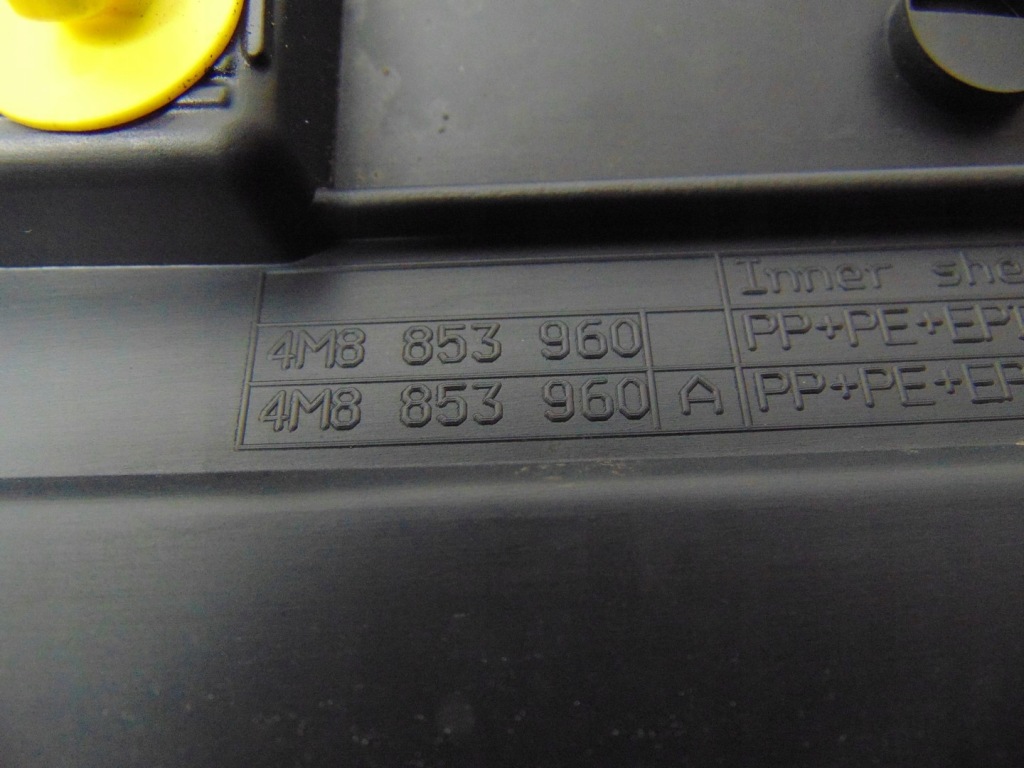 Inner she
4M8 853 960 PP+PE+EP
4M8 853 960 A PP+PE+EP